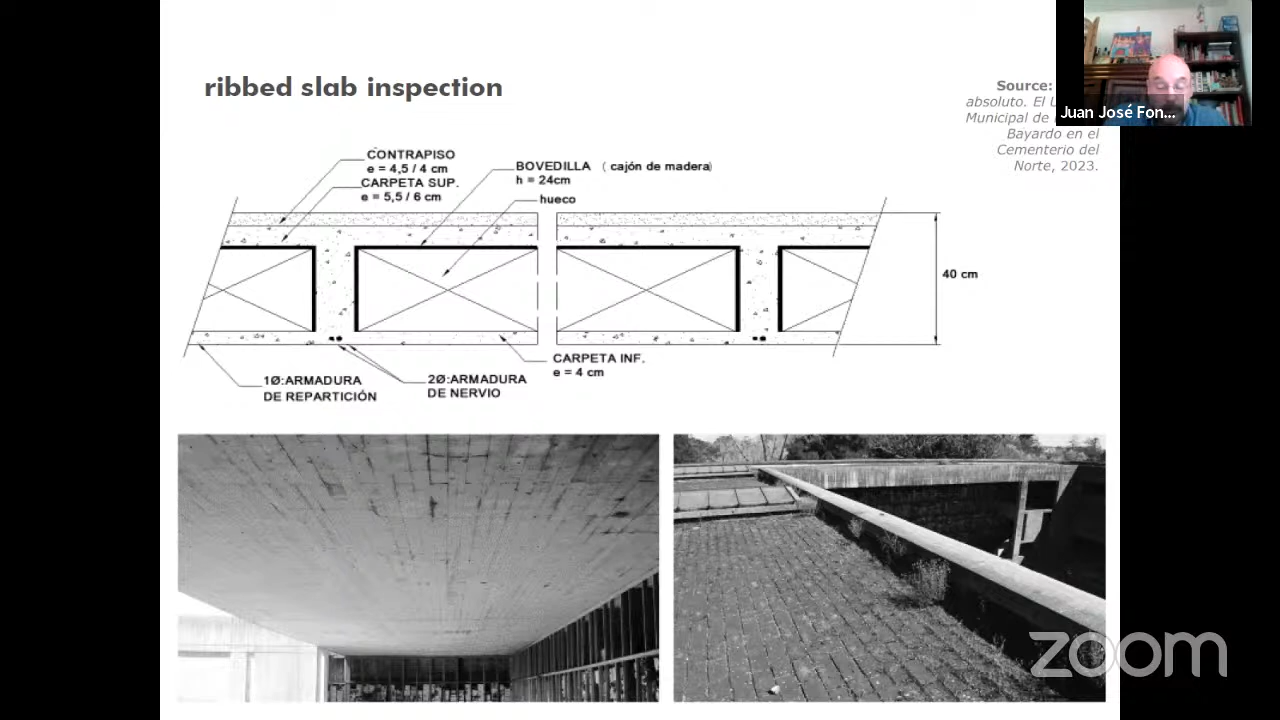 ribbed slab inspection
Source:
absoluto. El
Municipal de
Bayardo en el
Cementerio del
Norte, 2023.
Juan José Fon...
CONTRAPISO
e = 4,5 / 4 cm
CARPETA SUP.
e = 5,5 / 6 cm
BOVEDILLA ( cajón de madera)
h = 24cm
hueco
40 cm
CARPETA INF.
e = 4 cm
1Ø:ARMADURA
DE REPARTICIÓN
2Ø:ARMADURA
DE NERVIO
zoom